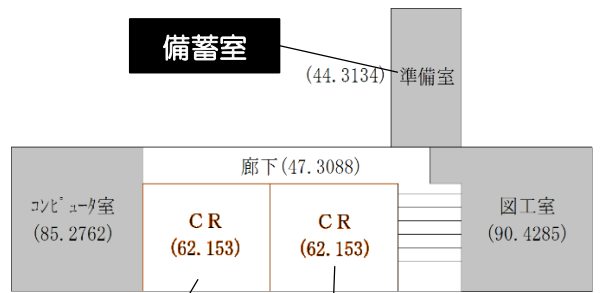 備蓄室
(44.3134) 準備室
廊下(47.3088)
コンピュータ室
(85.2762)
CR
(62.153)
CR
(62.153)
図工室
(90.4285)